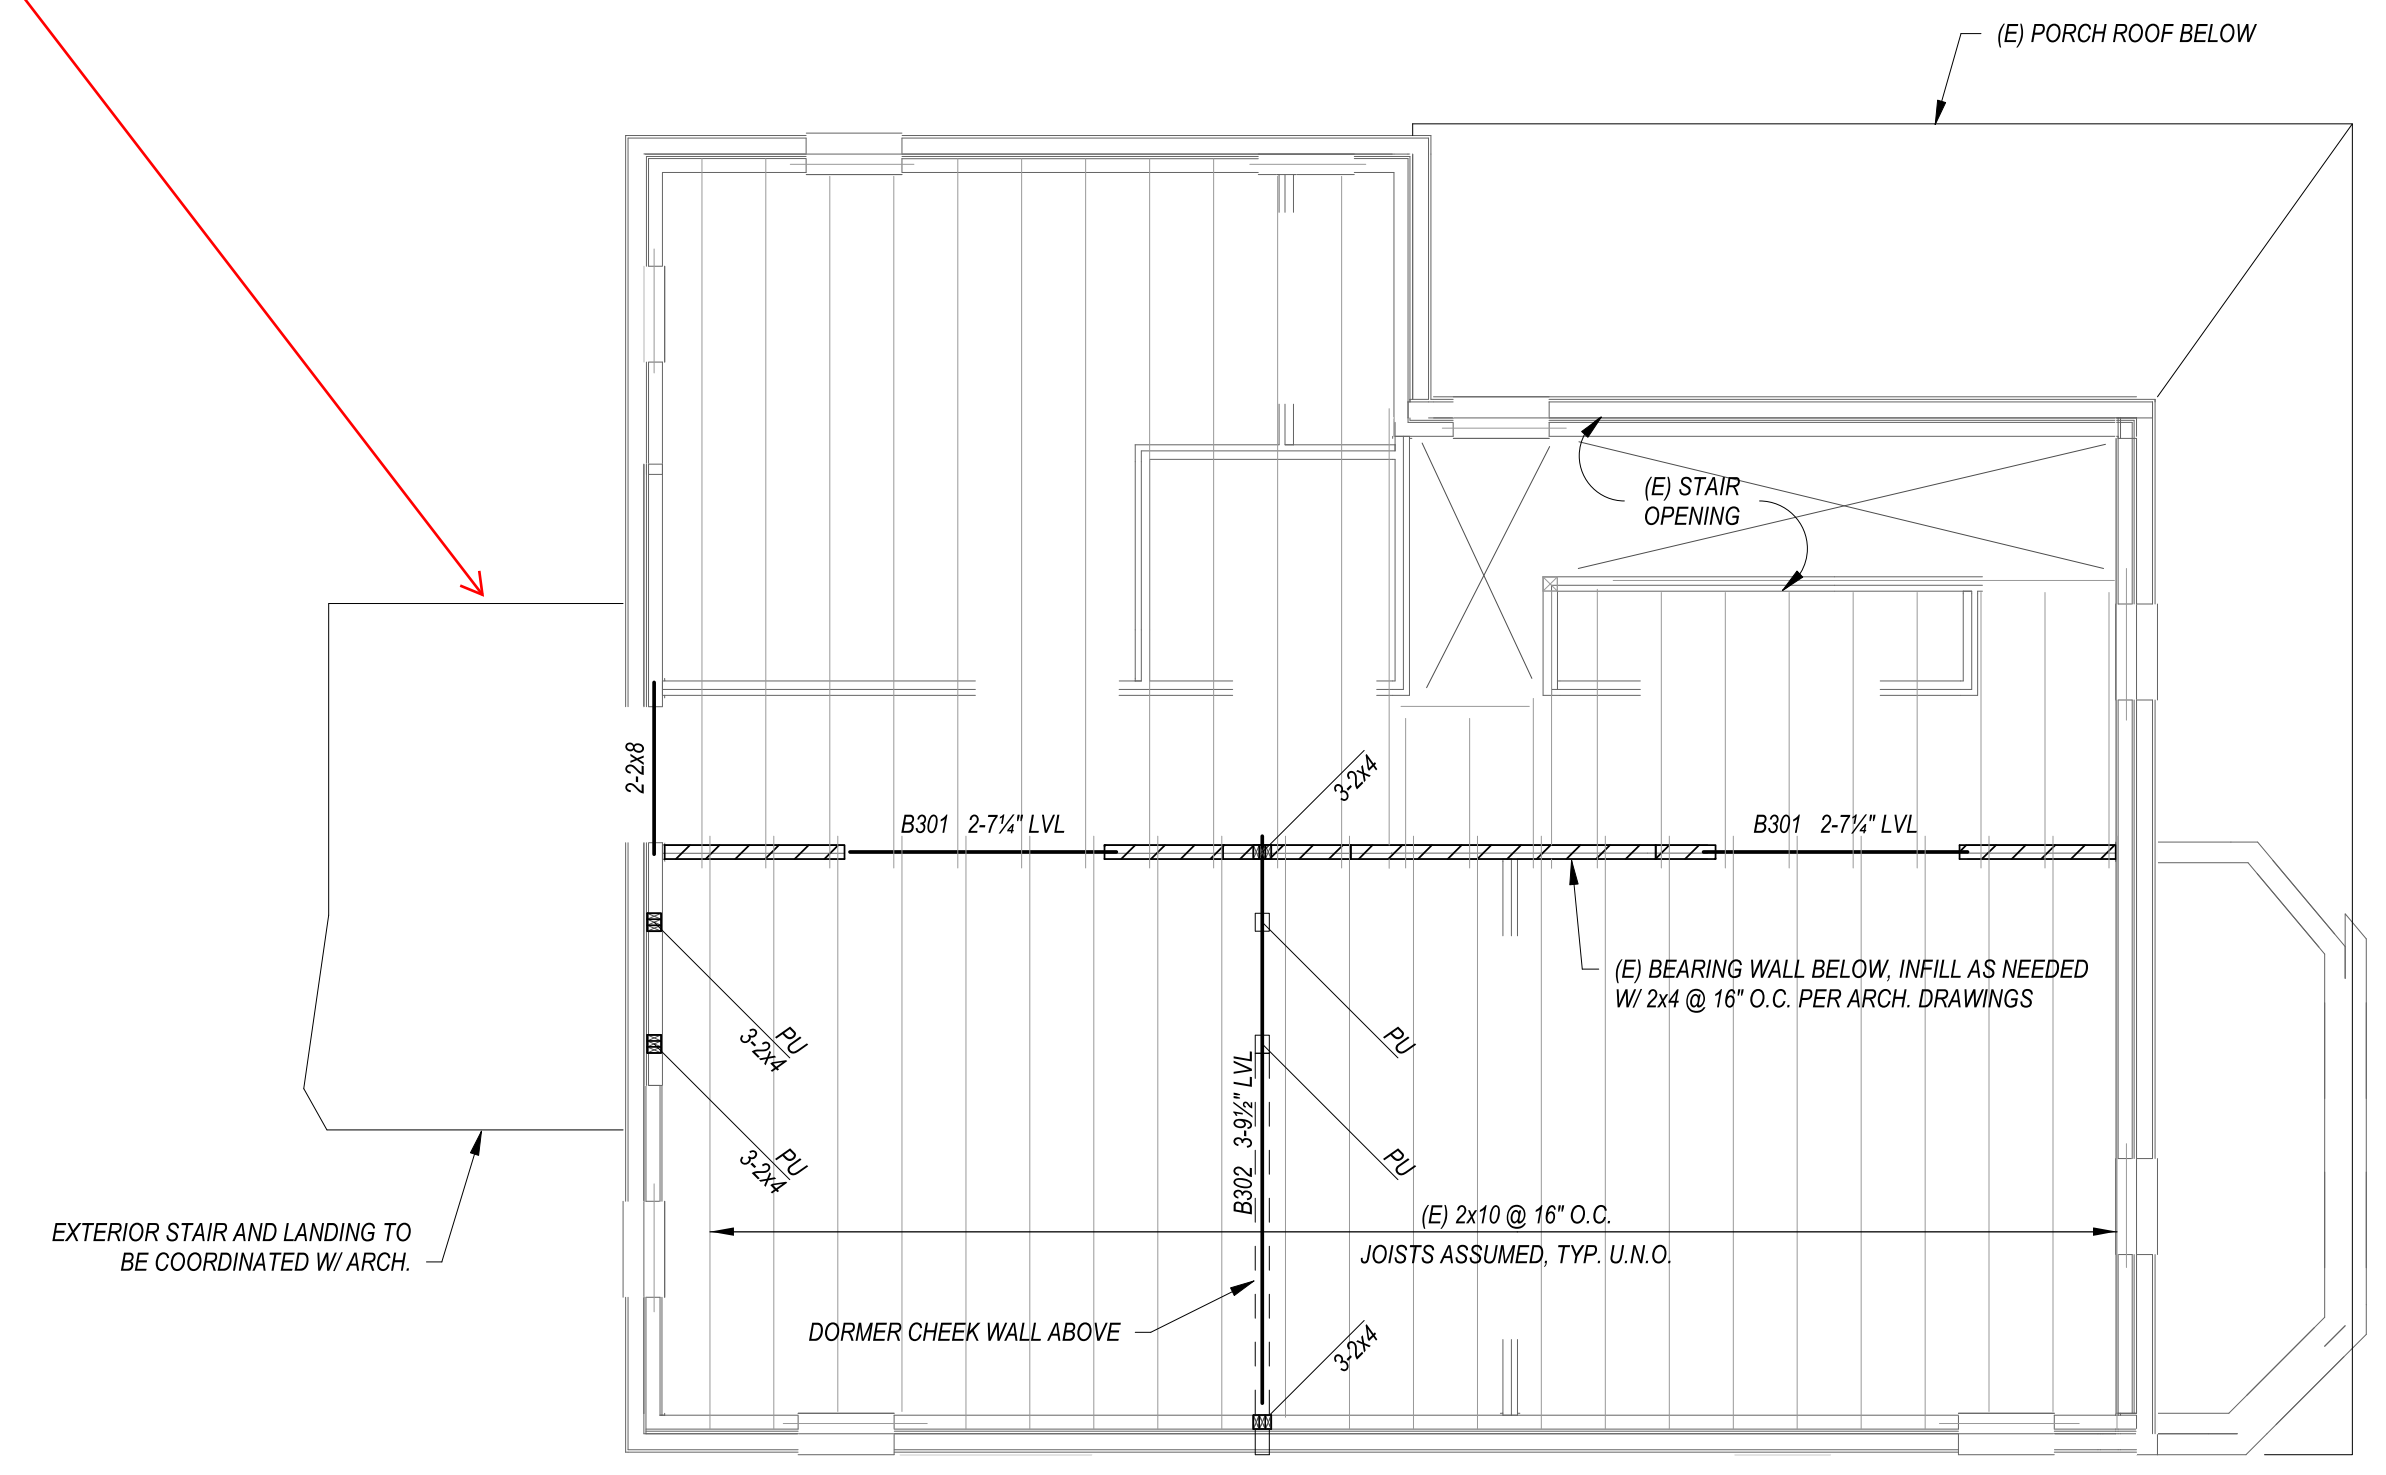 (E) PORCH ROOF BELOW
(E) STAIR
OPENING
2-2x8
3-2x4
B301 2-7¼" LVL
B301 2-7¼" LVL
(E) BEARING WALL BELOW, INFILL AS NEEDED
W/ 2x4 @ 16" O.C. PER ARCH. DRAWINGS
PU
3-2x4
PU
PU
3-2x4
PU
B302 3-9½" LVL
(E) 2x10 @ 16" O.C.
JOISTS ASSUMED, TYP. U.N.O.
EXTERIOR STAIR AND LANDING TO
BE COORDINATED W/ ARCH.
DORMER CHEEK WALL ABOVE
3-2x4